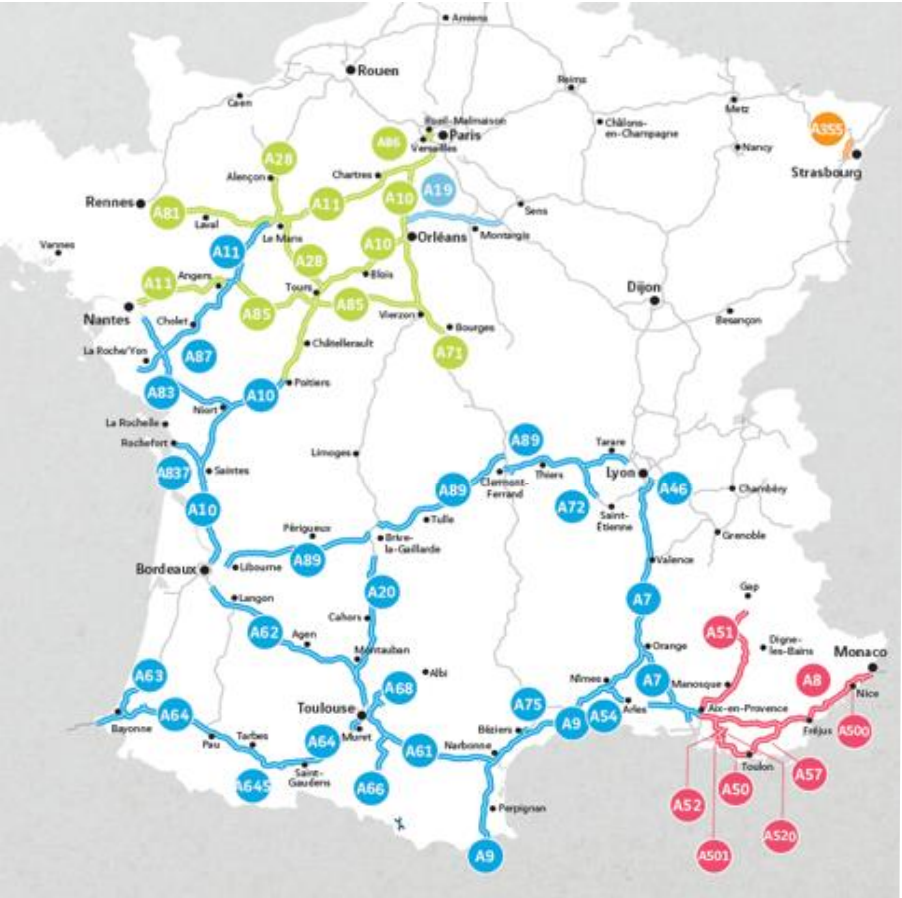 Amiens
Rouen
Reims
Caen
Metz
Rueil-Malmaison
Paris
Versailles
A86
Châlons-
en-Champagne
A355
Nancy
Strasbourg
A28
Alençon
Chartres
A19
A10
A11
Rennes
A81
Laval
Le Mans
Sens
Montargis
Orléans
Vannes
A11
A10
A28
Blois
A11
Angers
Tours
A85
A85
Vierzon
Bourges
Dijon
Besançon
Nantes
Cholet
Châtellerault
A71
La Roche/Yon
A87
A83
A10
Poitiers
Niort
La Rochelle
Rochefort
A837
Saintes
Limoges
A89
Tarare
Lyon
Thiers
Clermont-
Ferrand
A46
Chambéry
A89
A72
Saint-
Étienne
A10
Tulle
Périgueux
Brive-
la-Gaillarde
Grenoble
A89
Bordeaux
Libourne
Valence
A20
Gap
Langon
A7
Cahors
A62
Agen
A51
Digne-
les-Bains
Montauban
Orange
Monaco
A63
Albi
A68
Nîmes
A7
Manosque
A8
Nice
A64
Bayonne
Toulouse
A75
Arles
Aix-en-Provence
Muret
A64
Béziers
A9
A54
Fréjus
A500
Pau
Tarbes
A61
Narbonne
Saint-
Gaudens
Toulon
A57
A645
A66
A50
A52
Perpignan
A520
A9
A501